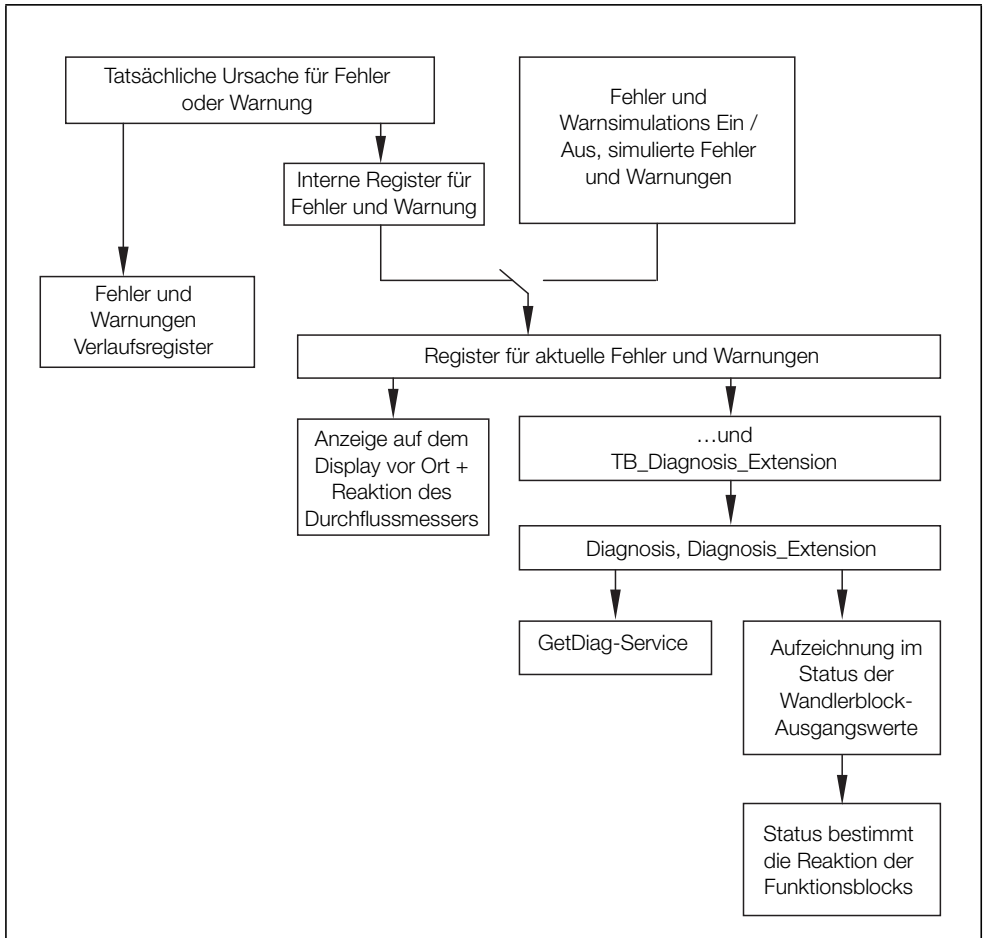 Tatsächliche Ursache für Fehler
oder Warnung
Fehler und
Warnsimulations Ein /
Aus, simulierte Fehler
und Warnungen
Interne Register für
Fehler und Warnung
Fehler und
Warnungen
Verlaufsregister
Register für aktuelle Fehler und Warnungen
Anzeige auf dem
Display vor Ort +
Reaktion des
Durchflussmessers
...und
TB_Diagnosis_Extension
Diagnosis, Diagnosis_Extension
GetDiag-Service
Aufzeichnung im
Status der
Wandlerblock-
Ausgangswerte
Status bestimmt
die Reaktion der
Funktionsblocks